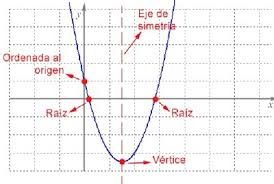 y
Eje de
simetría
Ordenada al
origen
x
Raíz
Raíz
Vértice